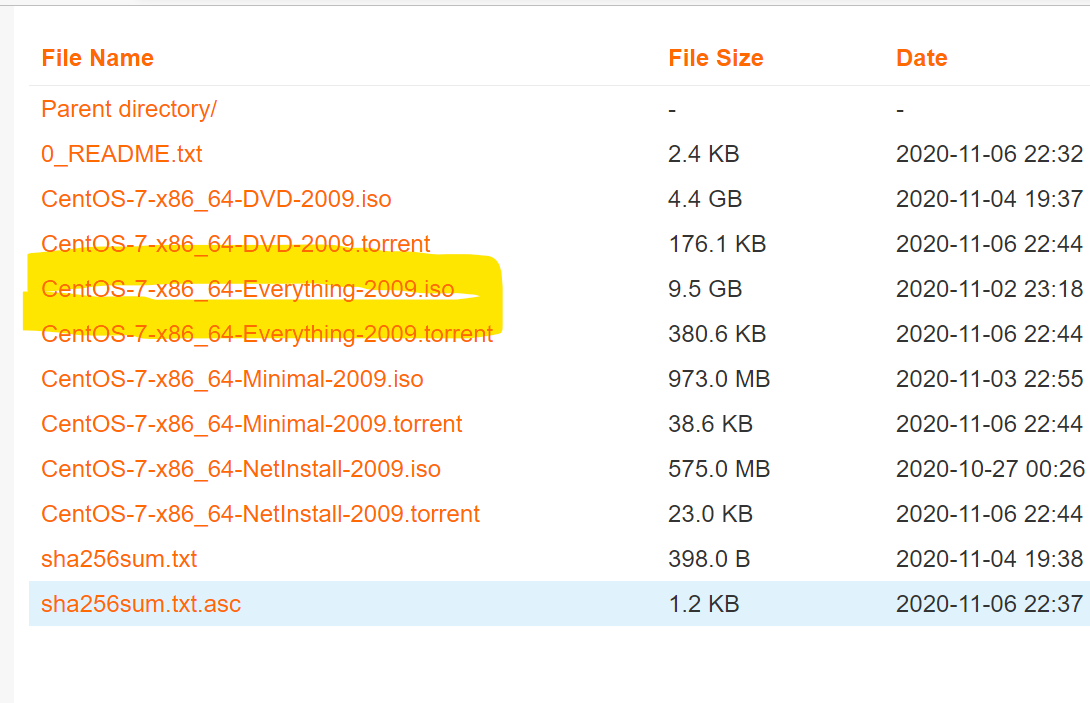 File Name File Size Date
Parent directory/ - -
0_README.txt 2.4 KB 2020-11-06 22:32
CentOS-7-x86_64-DVD-2009.iso 4.4 GB 2020-11-04 19:37
CentOS-7-x86_64-DVD-2009.torrent 176.1 KB 2020-11-06 22:44
CentOS-7-x86_64-Everything-2009.iso 9.5 GB 2020-11-02 23:18
CentOS-7-x86_64-Everything-2009.torrent 380.6 KB 2020-11-06 22:44
CentOS-7-x86_64-Minimal-2009.iso 973.0 MB 2020-11-03 22:55
CentOS-7-x86_64-Minimal-2009.torrent 38.6 KB 2020-11-06 22:44
CentOS-7-x86_64-NetInstall-2009.iso 575.0 MB 2020-10-27 00:26
CentOS-7-x86_64-NetInstall-2009.torrent 23.0 KB 2020-11-06 22:44
sha256sum.txt 398.0 B 2020-11-04 19:38
sha256sum.txt.asc 1.2 KB 2020-11-06 22:37